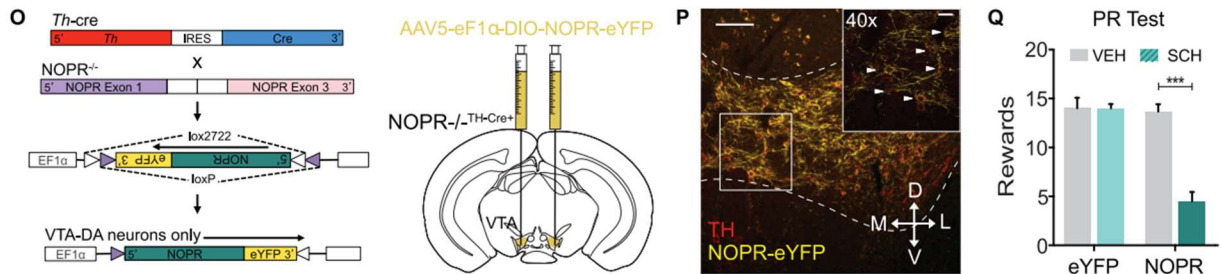 O
Th-cre
5' Th IRES Cre 3'
X
NOPR-/-
5' NOPR Exon 1 NOPR Exon 3 3'
lox2722
EF1α eYFP 3' 5' NOPR
loxP
VTA-DA neurons only
EF1α 5' NOPR eYFP 3'
AAV5-eF1α-DIO-NOPR-eYFP
NOPR-/-TH-Cre+
VTA
P
40x
D
M L
V
TH
NOPR-eYFP
Q
PR Test
VEH SCH
20
15
10
5
0
Rewards
***
eYFP NOPR